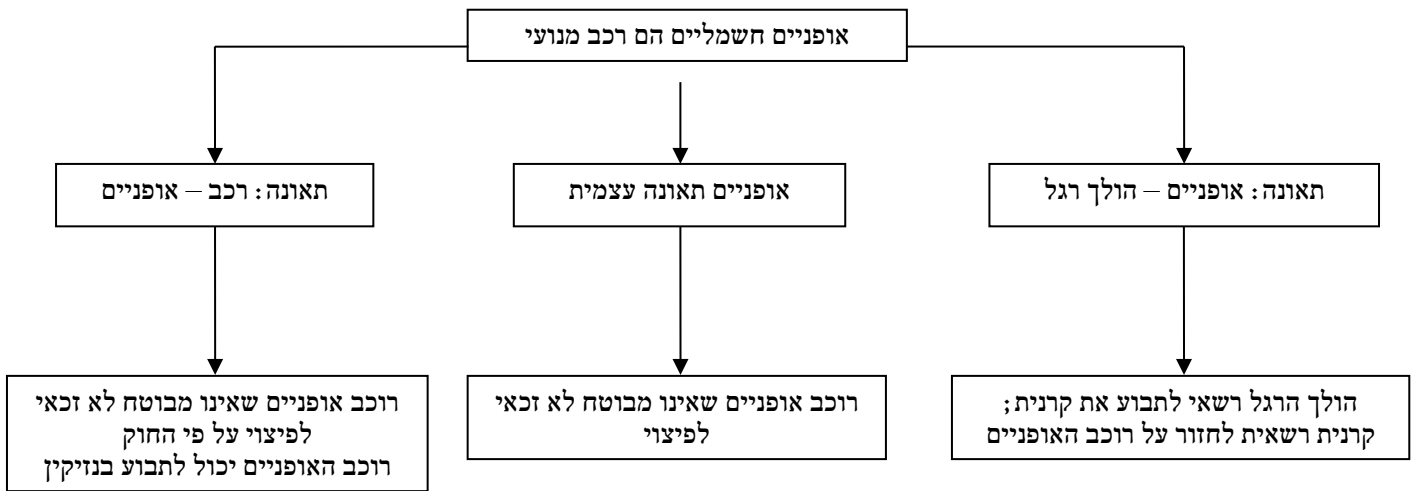 אופניים חשמליים הם רכב מנועי
תאונה: אופניים – הולך רגל
אופניים תאונה עצמית
תאונה: רכב – אופניים
הולך הרגל רשאי לתבוע את קרנית;
קרנית רשאית לחזור על רוכב האופניים
רוכב אופניים שאינו מבוטח לא זכאי
לפיצוי
רוכב אופניים שאינו מבוטח לא זכאי
לפיצוי על פי החוק
רוכב האופניים יכול לתבוע בנזיקין